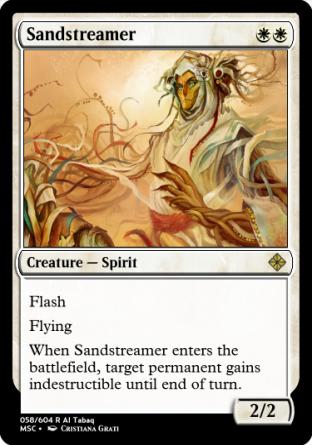 Sandstreamer
Creature — Spirit
Flash
Flying
When Sandstreamer enters the
battlefield, target permanent gains
indestructible until end of turn.
058/604 R Al Tabaq
MSC • Cristiana Grati
2/2